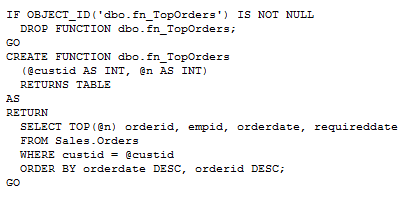 IF OBJECT_ID('dbo.fn_TopOrders') IS NOT NULL
  DROP FUNCTION dbo.fn_TopOrders;
GO
CREATE FUNCTION dbo.fn_TopOrders
  (@custid AS INT, @n AS INT)
  RETURNS TABLE
AS
RETURN
  SELECT TOP(@n) orderid, empid, orderdate, requireddate
  FROM Sales.Orders
  WHERE custid = @custid
  ORDER BY orderdate DESC, orderid DESC;
GO